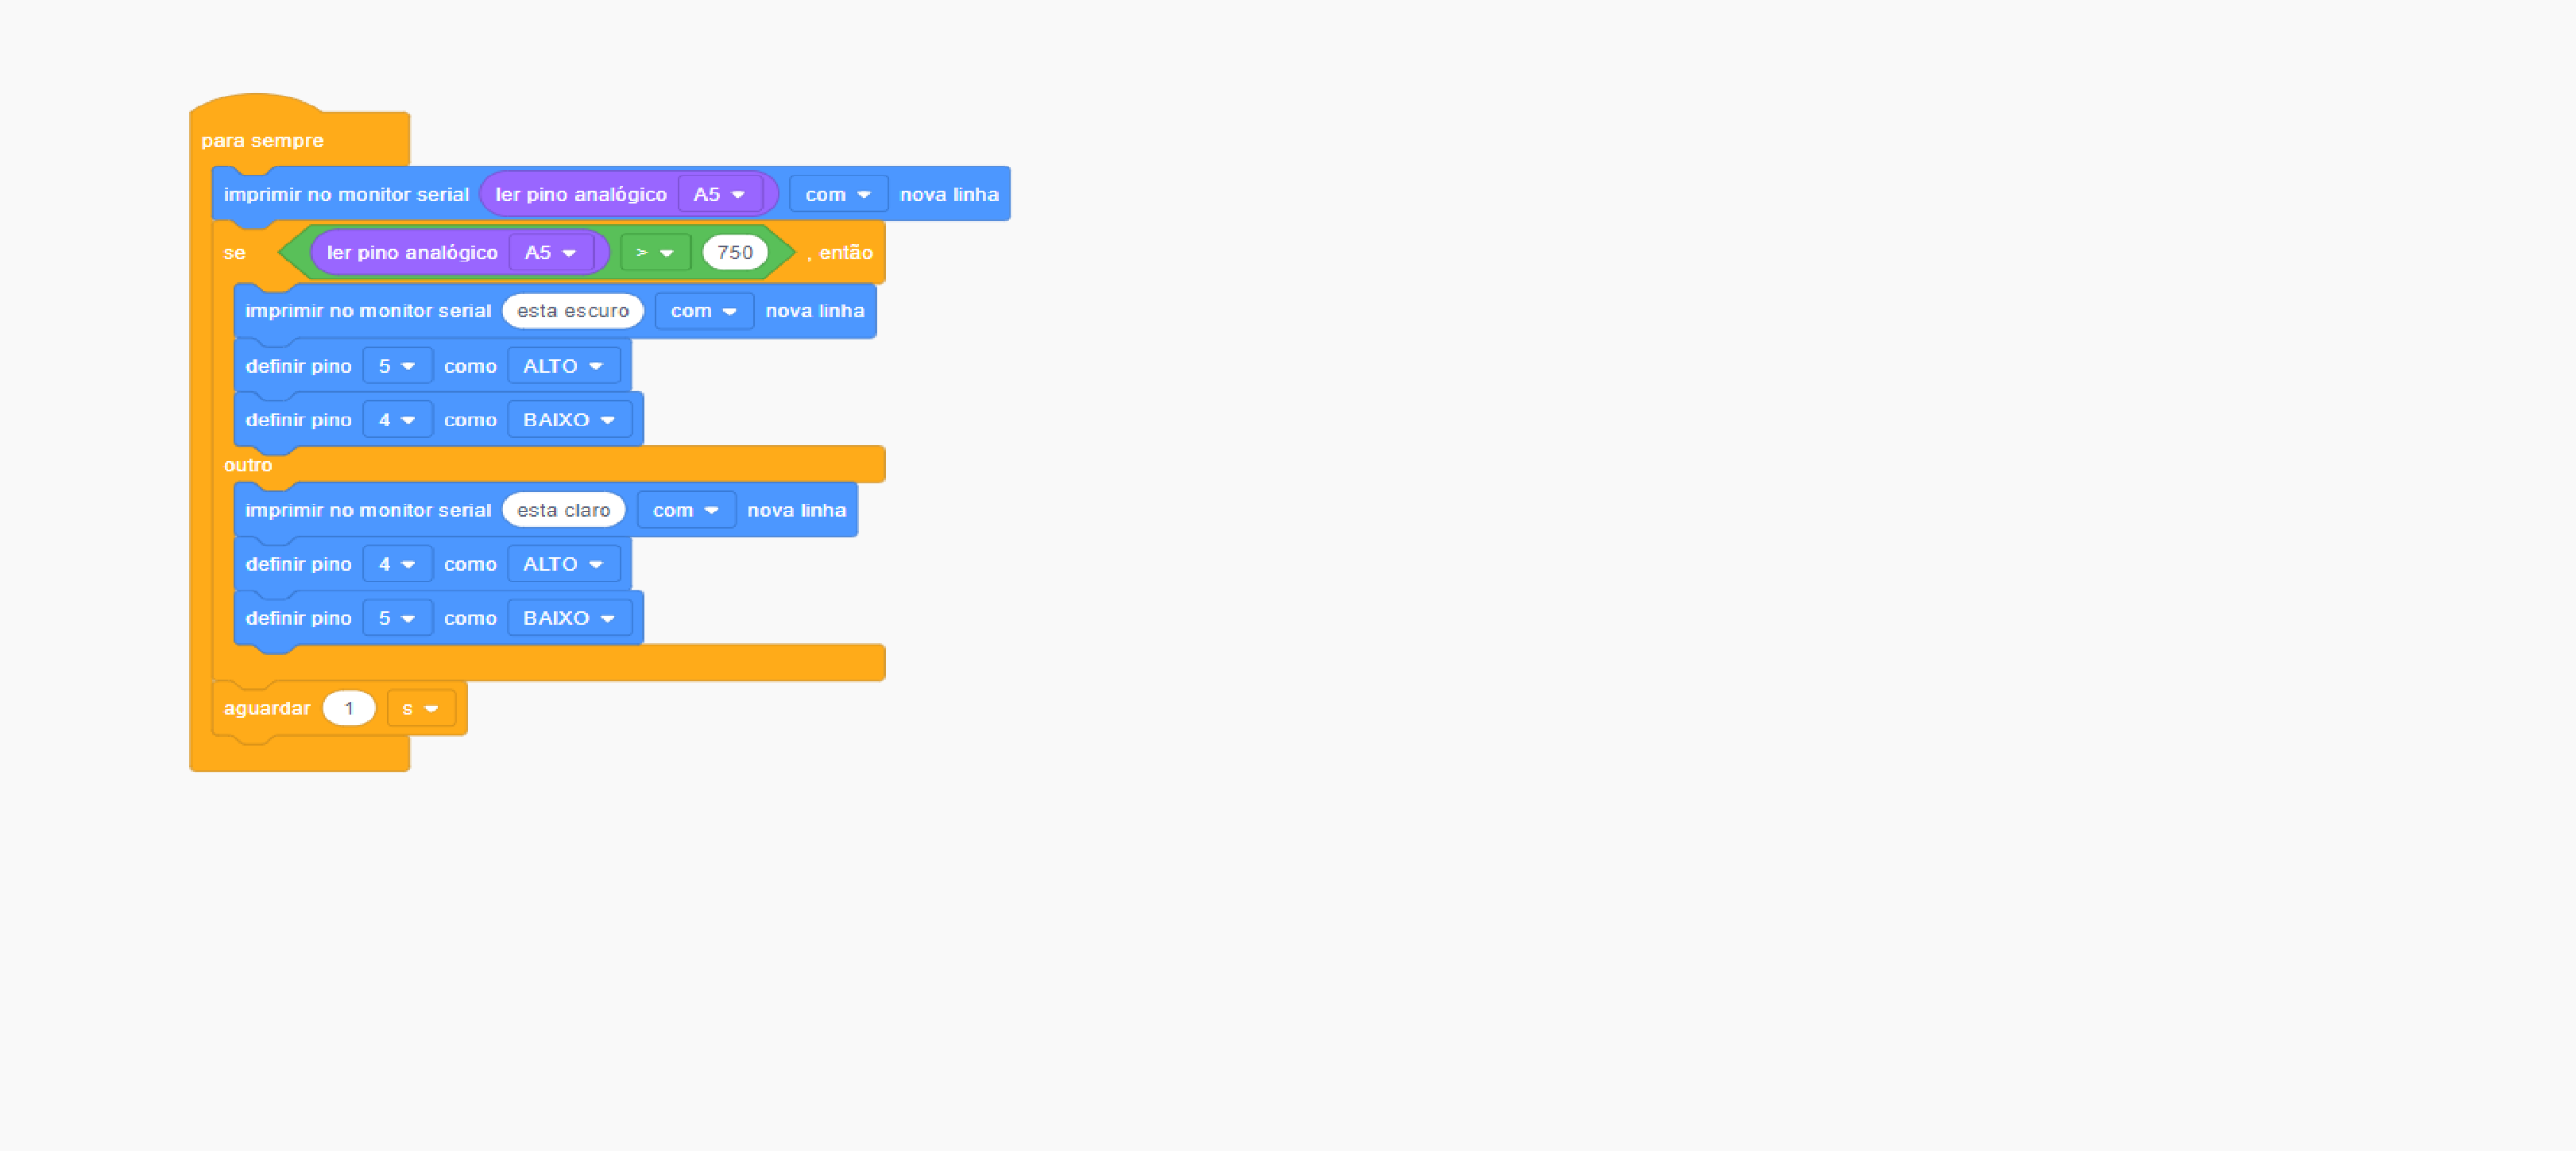 para sempre
imprimir no monitor serial ler pino analógico A5 com nova linha
se ler pino analógico A5 > 750 , então
imprimir no monitor serial esta escuro com nova linha
definir pino 5 como ALTO
definir pino 4 como BAIXO
outro
imprimir no monitor serial esta claro com nova linha
definir pino 4 como ALTO
definir pino 5 como BAIXO
aguardar 1 s